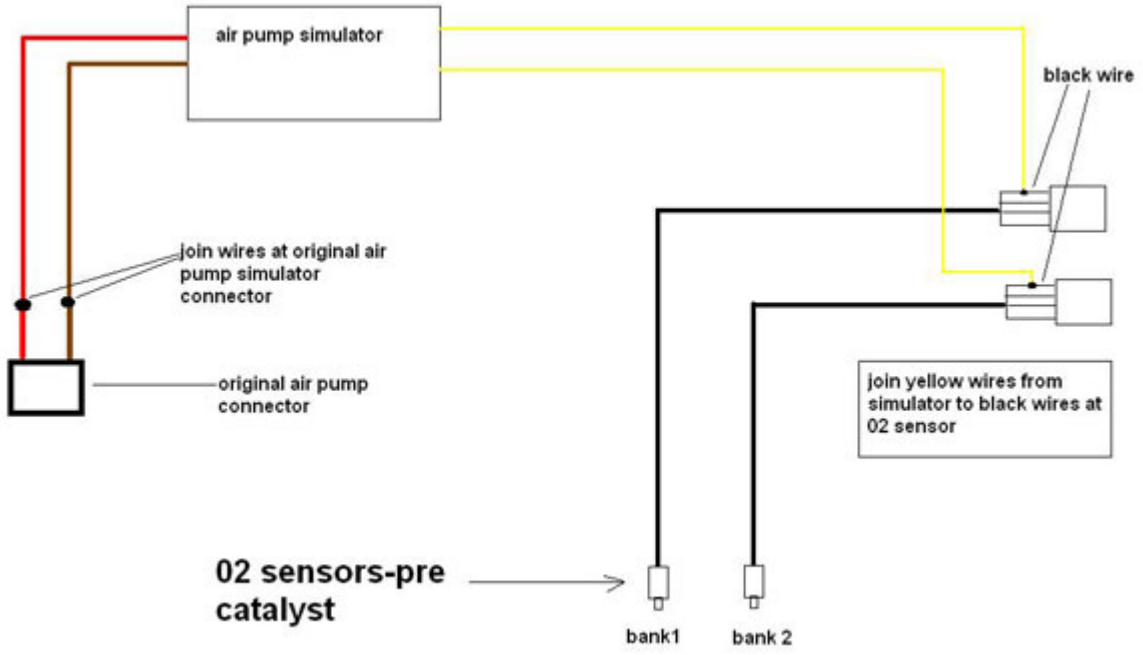 air pump simulator
black wire
join wires at original air
pump simulator
connector
original air pump
connector
join yellow wires from
simulator to black wires at
02 sensor
02 sensors-pre
catalyst
bank1
bank 2